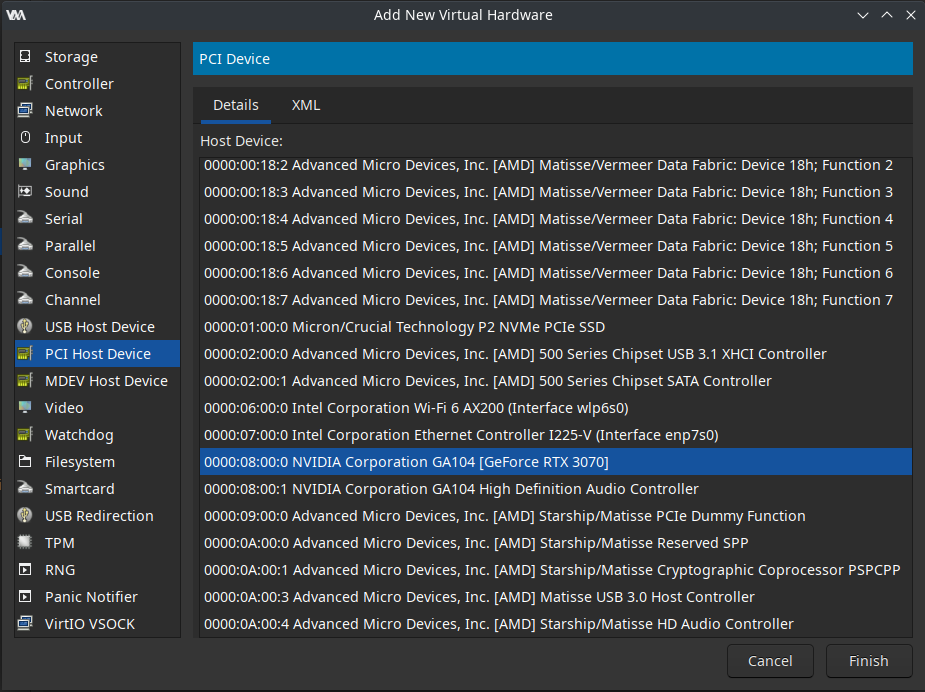 Add New Virtual Hardware
Storage
Controller
Network
Input
Graphics
Sound
Serial
Parallel
Console
Channel
USB Host Device
PCI Host Device
MDEV Host Device
Video
Watchdog
Filesystem
Smartcard
USB Redirection
TPM
RNG
Panic Notifier
VirtIO VSOCK
PCI Device
Details XML
Host Device:
0000:00:18:2 Advanced Micro Devices, Inc. [AMD] Matisse/Vermeer Data Fabric: Device 18h; Function 2
0000:00:18:3 Advanced Micro Devices, Inc. [AMD] Matisse/Vermeer Data Fabric: Device 18h; Function 3
0000:00:18:4 Advanced Micro Devices, Inc. [AMD] Matisse/Vermeer Data Fabric: Device 18h; Function 4
0000:00:18:5 Advanced Micro Devices, Inc. [AMD] Matisse/Vermeer Data Fabric: Device 18h; Function 5
0000:00:18:6 Advanced Micro Devices, Inc. [AMD] Matisse/Vermeer Data Fabric: Device 18h; Function 6
0000:00:18:7 Advanced Micro Devices, Inc. [AMD] Matisse/Vermeer Data Fabric: Device 18h; Function 7
0000:01:00:0 Micron/Crucial Technology P2 NVMe PCIe SSD
0000:02:00:0 Advanced Micro Devices, Inc. [AMD] 500 Series Chipset USB 3.1 XHCI Controller
0000:02:00:1 Advanced Micro Devices, Inc. [AMD] 500 Series Chipset SATA Controller
0000:06:00:0 Intel Corporation Wi-Fi 6 AX200 (Interface wlp6s0)
0000:07:00:0 Intel Corporation Ethernet Controller I225-V (Interface enp7s0)
0000:08:00:0 NVIDIA Corporation GA104 [GeForce RTX 3070]
0000:08:00:1 NVIDIA Corporation GA104 High Definition Audio Controller
0000:09:00:0 Advanced Micro Devices, Inc. [AMD] Starship/Matisse PCIe Dummy Function
0000:0A:00:0 Advanced Micro Devices, Inc. [AMD] Starship/Matisse Reserved SPP
0000:0A:00:1 Advanced Micro Devices, Inc. [AMD] Starship/Matisse Cryptographic Coprocessor PSPCPP
0000:0A:00:3 Advanced Micro Devices, Inc. [AMD] Matisse USB 3.0 Host Controller
0000:0A:00:4 Advanced Micro Devices, Inc. [AMD] Starship/Matisse HD Audio Controller
Cancel Finish